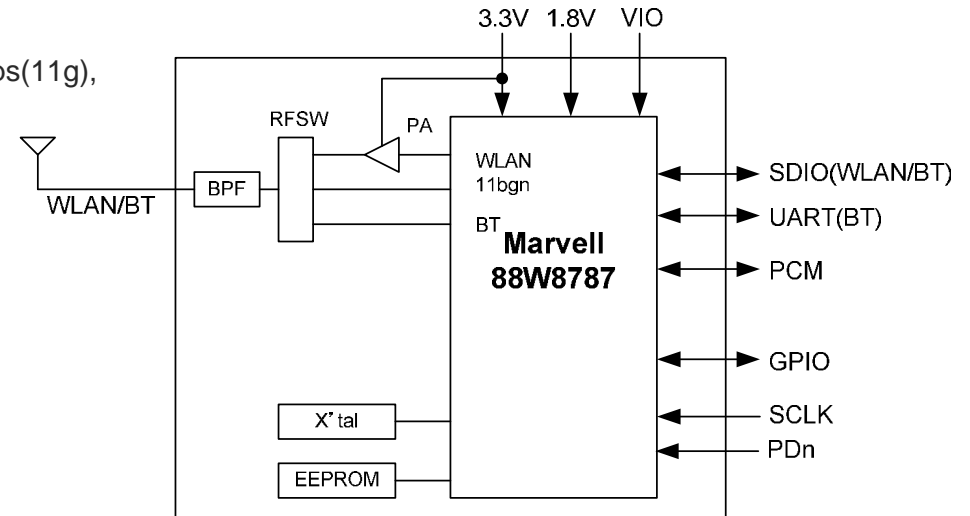 3.3V 1.8V VIO
os(11g),
RFSW
PA
WLAN
11bgn
BPF
WLAN/BT
BT
Marvell
88W8787
SDIO(WLAN/BT)
UART(BT)
PCM
GPIO
X'tal
SCLK
PDn
EEPROM